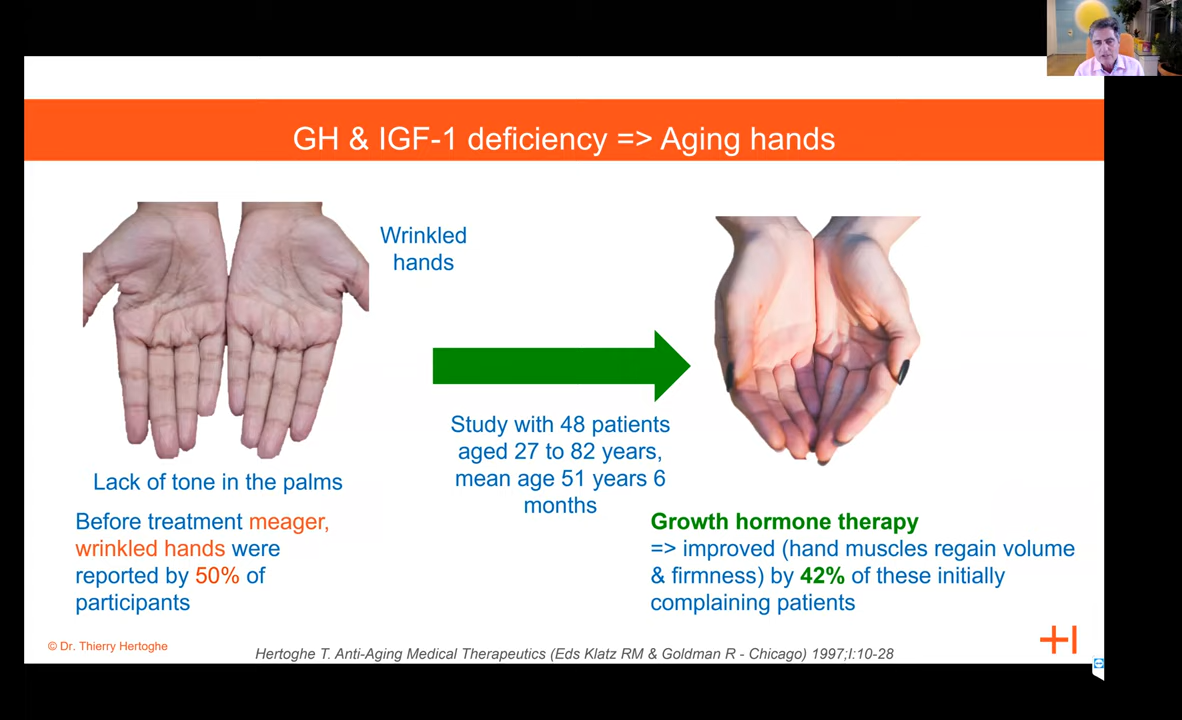 GH & IGF-1 deficiency => Aging hands
Wrinkled
hands
Lack of tone in the palms
Before treatment meager,
wrinkled hands were
reported by 50% of
participants
Study with 48 patients
aged 27 to 82 years,
mean age 51 years 6
months
Growth hormone therapy
=> improved (hand muscles regain volume
& firmness) by 42% of these initially
complaining patients
© Dr. Thierry Hertoghe
Hertoghe T. Anti-Aging Medical Therapeutics (Eds Klatz RM & Goldman R - Chicago) 1997;I:10-28